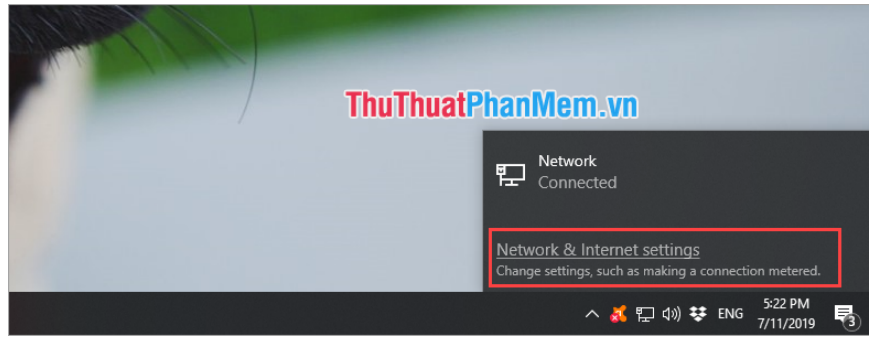 ThuThuatPhanMem.vn
Network
Connected
Network & Internet settings
Change settings, such as making a connection metered.
ENG
5:22 PM
7/11/2019
3